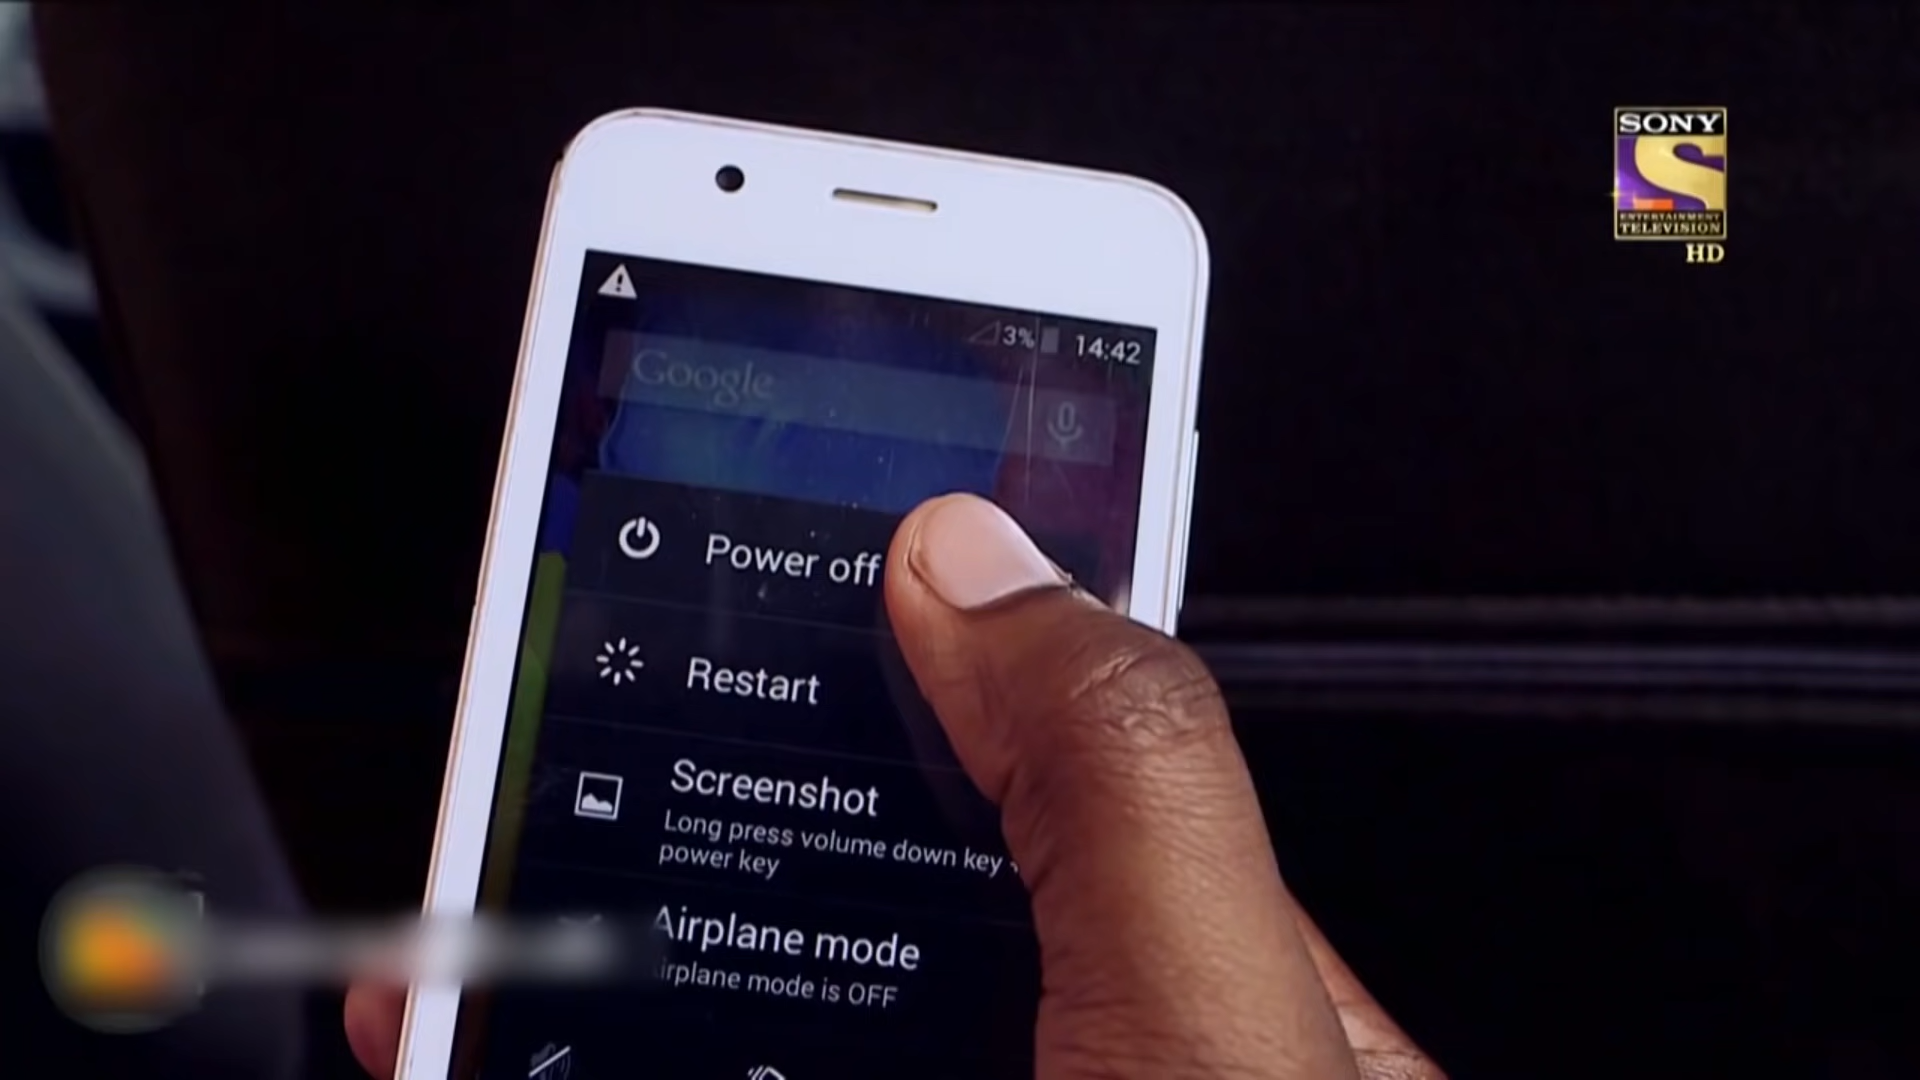 SONY
ENTERTAINMENT
TELEVISION
HD
3% 14:42
Google
Power off
Restart
Screenshot
Long press volume down key +
power key
Airplane mode
irplane mode is OFF